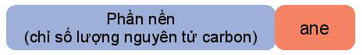 Phần nền
(chỉ số lượng nguyên tử carbon)
ane